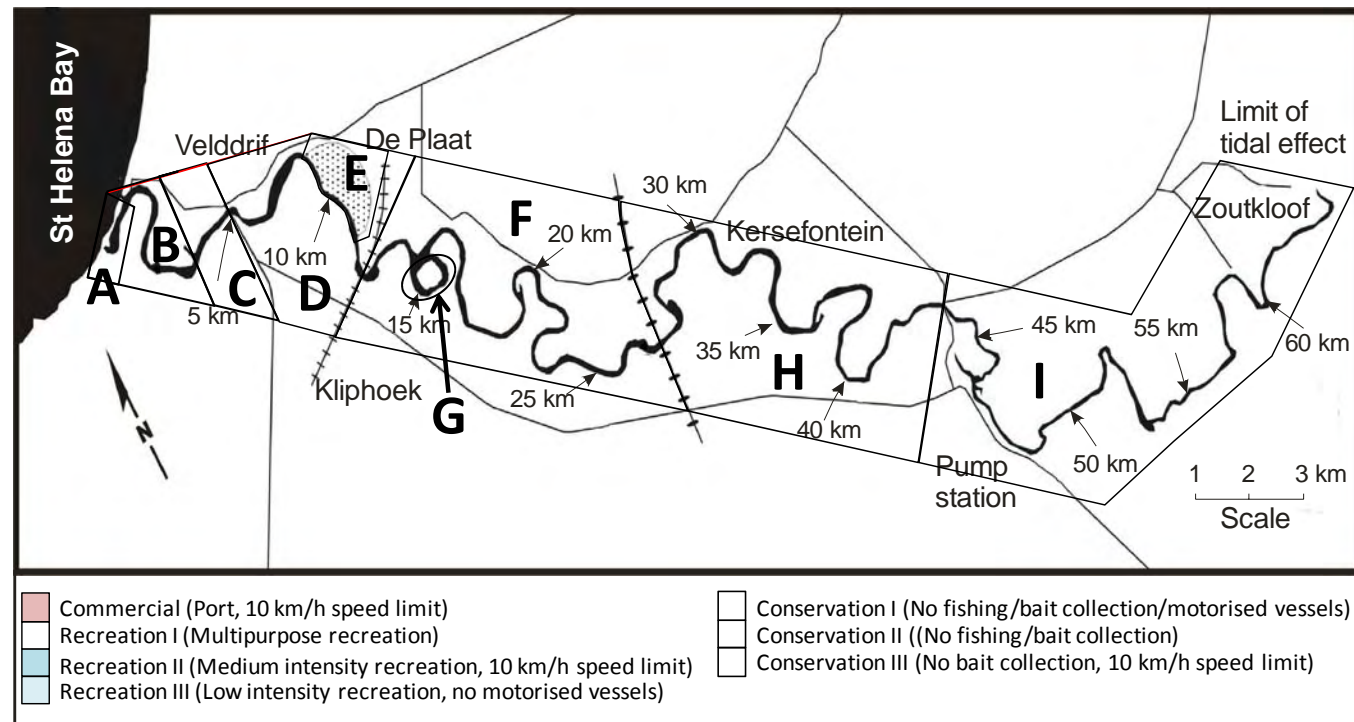 St Helena Bay
Velddrif
De Plaat
Limit of
tidal effect
E
30 km
F
Kersefontein
Zoutkloof
20 km
B
A
C
10 km
D
5 km
15 km
45 km
55 km
60 km
35 km
Kliphoek
G
25 km
H
I
40 km
50 km
N
Pump
station
1 2 3 km
Scale
Commercial (Port, 10 km/h speed limit)
Recreation I (Multipurpose recreation)
Recreation II (Medium intensity recreation, 10 km/h speed limit)
Recreation III (Low intensity recreation, no motorised vessels)
Conservation I (No fishing/bait collection/motorised vessels)
Conservation II ((No fishing/bait collection)
Conservation III (No bait collection, 10 km/h speed limit)